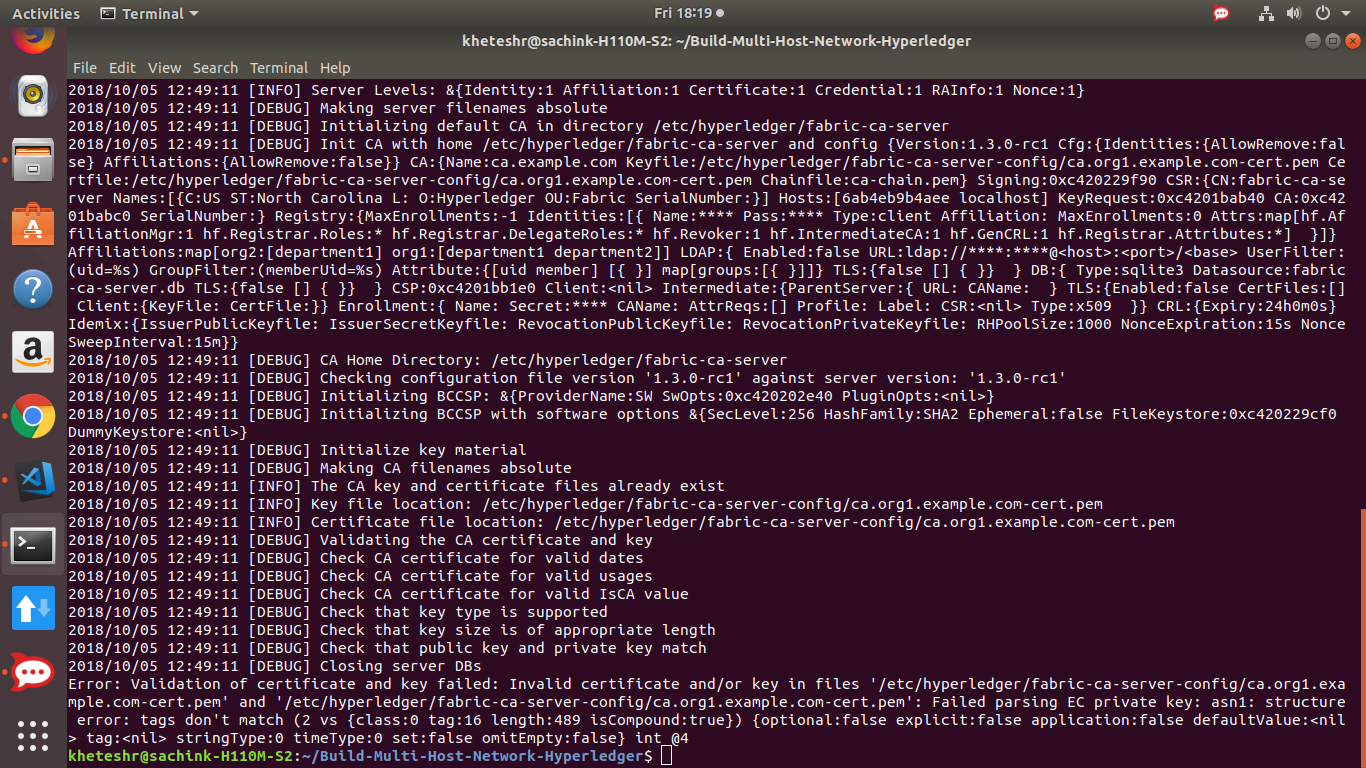 Activities
Terminal
Fri 18:19
kheteshr@sachink-H110M-S2: ~/Build-Multi-Host-Network-Hyperledger
File Edit View Search Terminal Help
2018/10/05 12:49:11 [INFO] Server Levels: &{Identity:1 Affiliation:1 Certificate:1 Credential:1 RAInfo:1 Nonce:1}
2018/10/05 12:49:11 [DEBUG] Making server filenames absolute
2018/10/05 12:49:11 [DEBUG] Initializing default CA in directory /etc/hyperledger/fabric-ca-server
2018/10/05 12:49:11 [DEBUG] Init CA with home /etc/hyperledger/fabric-ca-server and config {Version:1.3.0-rc1 Cfg:{Identities:{AllowRemove:fal
se} Affiliations:{AllowRemove:false}} CA:{Name:ca.example.com Keyfile:/etc/hyperledger/fabric-ca-server-config/ca.org1.example.com-cert.pem Ce
rtfile:/etc/hyperledger/fabric-ca-server-config/ca.org1.example.com-cert.pem Chainfile:ca-chain.pem} Signing:0xc420229f90 CSR:{CN:fabric-ca-se
rver Names:[{C:US ST:North Carolina L: O:Hyperledger OU:Fabric SerialNumber:}] Hosts:[6ab4eb9b4aee localhost] KeyRequest:0xc4201bab40 CA:0xc42
01babc0 SerialNumber:} Registry:{MaxEnrollments:-1 Identities:[{ Name:**** Pass:**** Type:client Affiliation: MaxEnrollments:0 Attrs:map[hf.Af
filiationMgr:1 hf.Registrar.Roles:* hf.Registrar.DelegateRoles:* hf.Revoker:1 hf.IntermediateCA:1 hf.GenCRL:1 hf.Registrar.Attributes:*]  }]}
Affiliations:map[org2:[department1] org1:[department1 department2]] LDAP:{ Enabled:false URL:ldap://****:****@<host>:<port>/<base> UserFilter:
(uid=%s) GroupFilter:(memberUid=%s) Attribute:{[uid member] [{ }] map[groups:[{ }]]} TLS:{false [] { }}  } DB:{ Type:sqlite3 Datasource:fabric
-ca-server.db TLS:{false [] { }}  } CSP:0xc4201bb1e0 Client:<nil> Intermediate:{ParentServer:{ URL: CAName:  } TLS:{Enabled:false CertFiles:[]
 Client:{KeyFile: CertFile:}} Enrollment:{ Name: Secret:**** CAName: AttrReqs:[] Profile: Label: CSR:<nil> Type:x509  }} CRL:{Expiry:24h0m0s}
Idemix:{IssuerPublicKeyfile: IssuerSecretKeyfile: RevocationPublicKeyfile: RevocationPrivateKeyfile: RHPoolSize:1000 NonceExpiration:15s Nonce
SweepInterval:15m}}
2018/10/05 12:49:11 [DEBUG] CA Home Directory: /etc/hyperledger/fabric-ca-server
2018/10/05 12:49:11 [DEBUG] Checking configuration file version '1.3.0-rc1' against server version: '1.3.0-rc1'
2018/10/05 12:49:11 [DEBUG] Initializing BCCSP: &{ProviderName:SW SwOpts:0xc420202e40 PluginOpts:<nil>}
2018/10/05 12:49:11 [DEBUG] Initializing BCCSP with software options &{SecLevel:256 HashFamily:SHA2 Ephemeral:false FileKeystore:0xc420229cf0
DummyKeystore:<nil>}
2018/10/05 12:49:11 [DEBUG] Initialize key material
2018/10/05 12:49:11 [DEBUG] Making CA filenames absolute
2018/10/05 12:49:11 [INFO] The CA key and certificate files already exist
2018/10/05 12:49:11 [INFO] Key file location: /etc/hyperledger/fabric-ca-server-config/ca.org1.example.com-cert.pem
2018/10/05 12:49:11 [INFO] Certificate file location: /etc/hyperledger/fabric-ca-server-config/ca.org1.example.com-cert.pem
2018/10/05 12:49:11 [DEBUG] Validating the CA certificate and key
2018/10/05 12:49:11 [DEBUG] Check CA certificate for valid dates
2018/10/05 12:49:11 [DEBUG] Check CA certificate for valid usages
2018/10/05 12:49:11 [DEBUG] Check CA certificate for valid IsCA value
2018/10/05 12:49:11 [DEBUG] Check that key type is supported
2018/10/05 12:49:11 [DEBUG] Check that key size is of appropriate length
2018/10/05 12:49:11 [DEBUG] Check that public key and private key match
2018/10/05 12:49:11 [DEBUG] Closing server DBs
Error: Validation of certificate and key failed: Invalid certificate and/or key in files '/etc/hyperledger/fabric-ca-server-config/ca.org1.exa
mple.com-cert.pem' and '/etc/hyperledger/fabric-ca-server-config/ca.org1.example.com-cert.pem': Failed parsing EC private key: asn1: structure
 error: tags don't match (2 vs {class:0 tag:16 length:489 isCompound:true}) {optional:false explicit:false application:false defaultValue:<nil
> tag:<nil> stringType:0 timeType:0 set:false omitEmpty:false} int @4
kheteshr@sachink-H110M-S2:~/Build-Multi-Host-Network-Hyperledger$